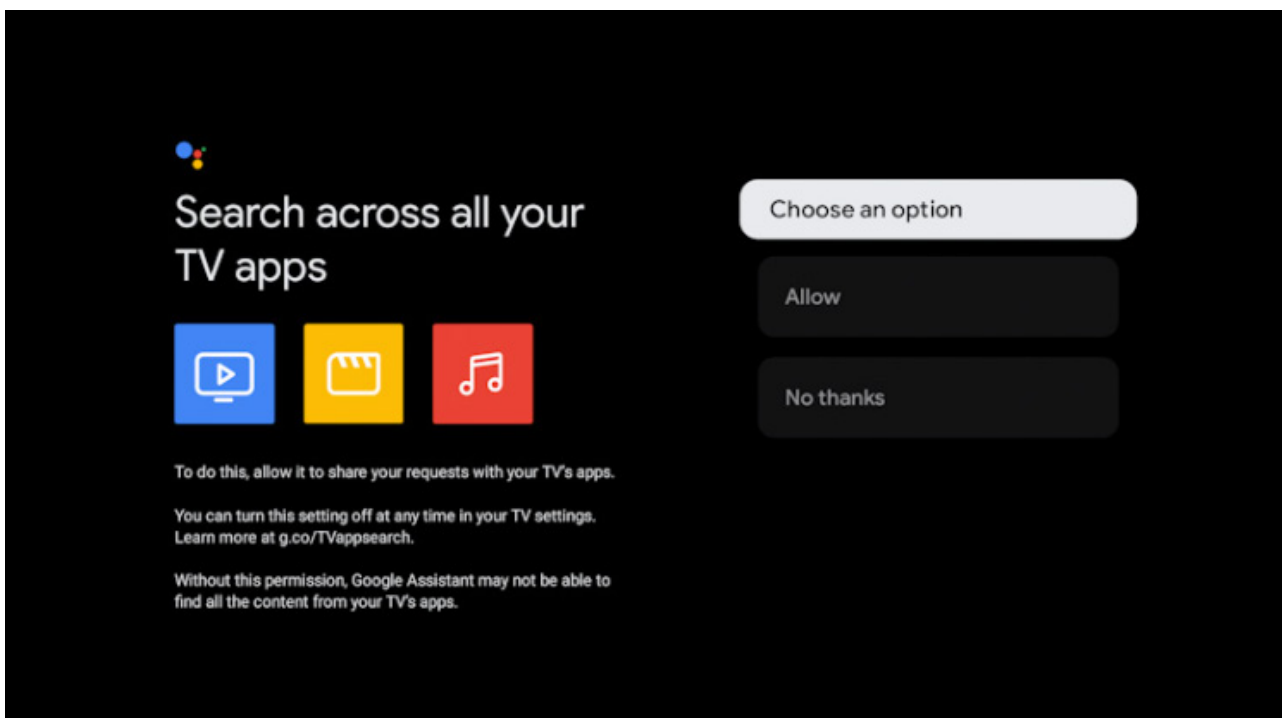 Search across all your
TV apps
To do this, allow it to share your requests with your TV's apps.
You can turn this setting off at any time in your TV settings.
Learn more at g.co/TVappsearch.
Without this permission, Google Assistant may not be able to
find all the content from your TV's apps.
Choose an option
Allow
No thanks